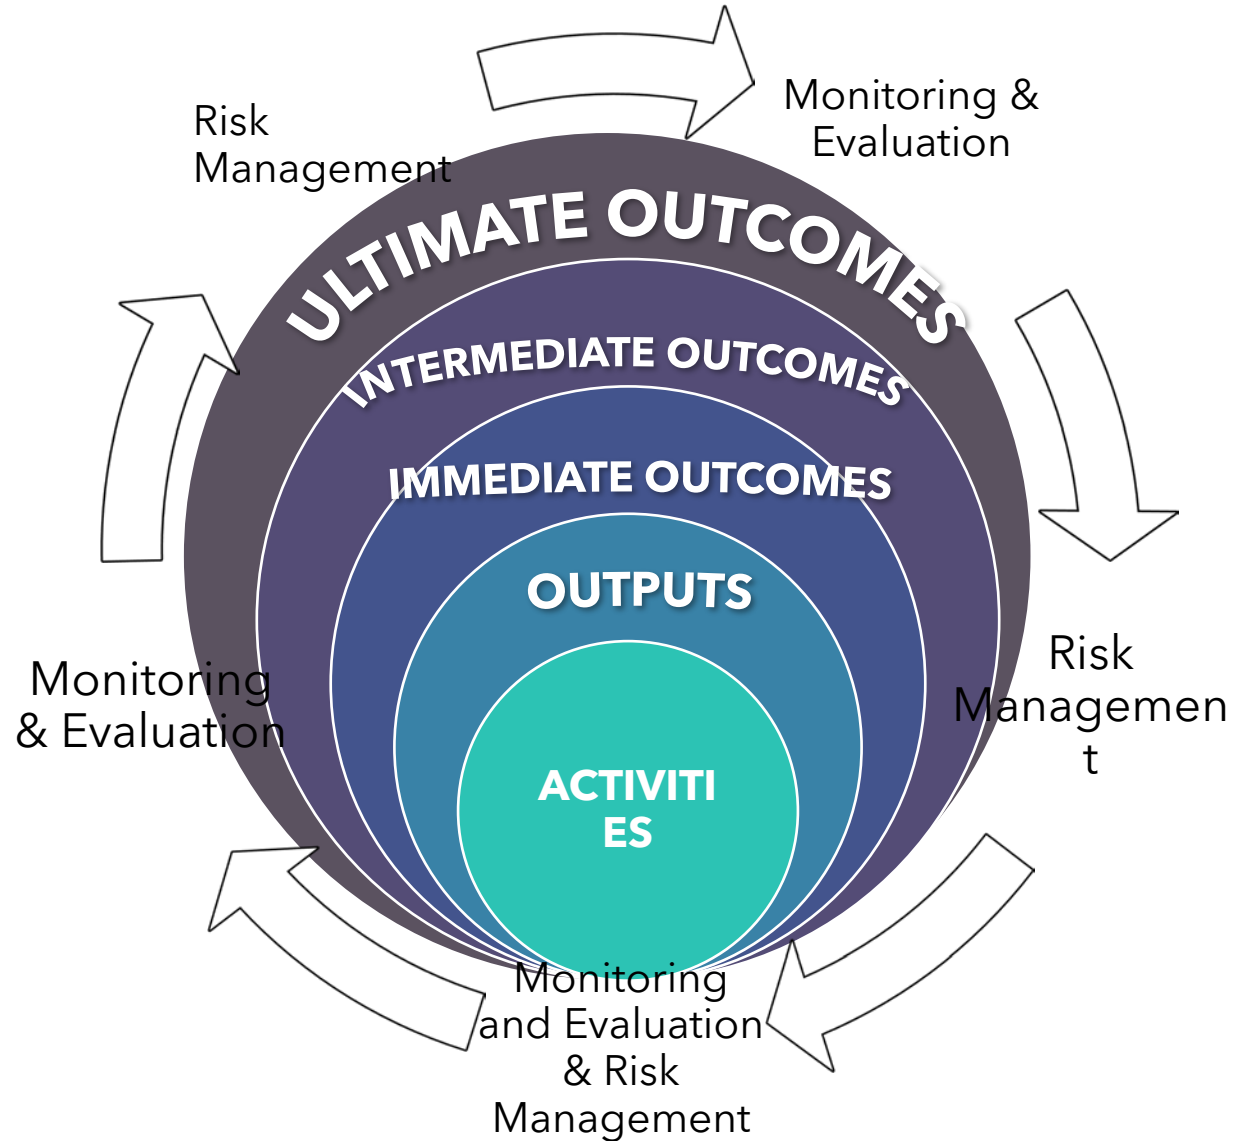 Risk
Management
Monitoring &
Evaluation
ULTIMATE OUTCOMES
INTERMEDIATE OUTCOMES
IMMEDIATE OUTCOMES
OUTPUTS
Monitoring
& Evaluation
Risk
Managemen
t
ACTIVITI
ES
Monitoring
and Evaluation
& Risk
Management